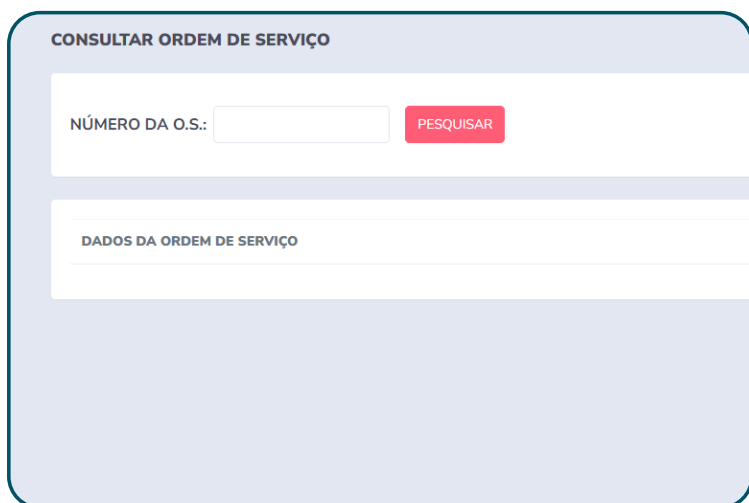 CONSULTAR ORDEM DE SERVIÇO
NÚMERO DA O.S.: PESQUISAR
DADOS DA ORDEM DE SERVIÇO